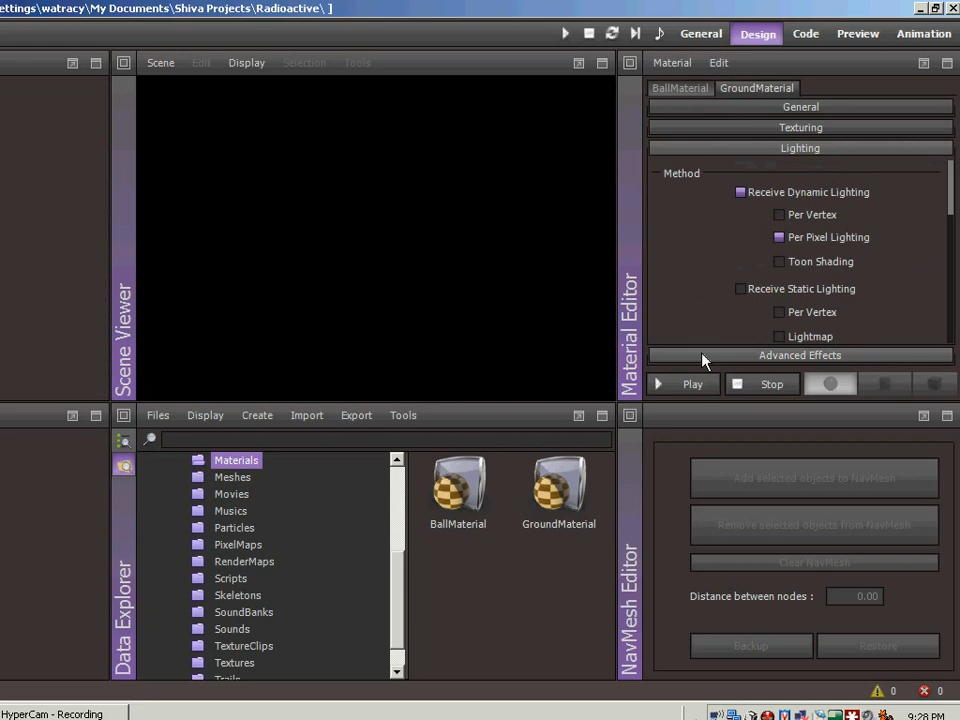 ettings\watracy\My Documents\Shiva Projects\Radioactive\ ]
General Design Code Preview Animation
Scene Edit Display Selection Tools
Material Edit
BallMaterial GroundMaterial
General
Texturing
Lighting
Method
Receive Dynamic Lighting
Per Vertex
Per Pixel Lighting
Toon Shading
Receive Static Lighting
Per Vertex
Lightmap
Advanced Effects
Play Stop
Scene Viewer
Material Editor
Files Display Create Import Export Tools
Materials
Meshes
Movies
Musics
Particles
PixelMaps
RenderMaps
Scripts
Skeletons
SoundBanks
Sounds
TextureClips
Textures
Trails
BallMaterial GroundMaterial
Data Explorer
NavMesh Editor
Add selected objects to NavMesh
Remove selected objects from NavMesh
Clear NavMesh
Distance between nodes : 0.00
Backup Restore
0 0
HyperCam - Recording
9:28 PM